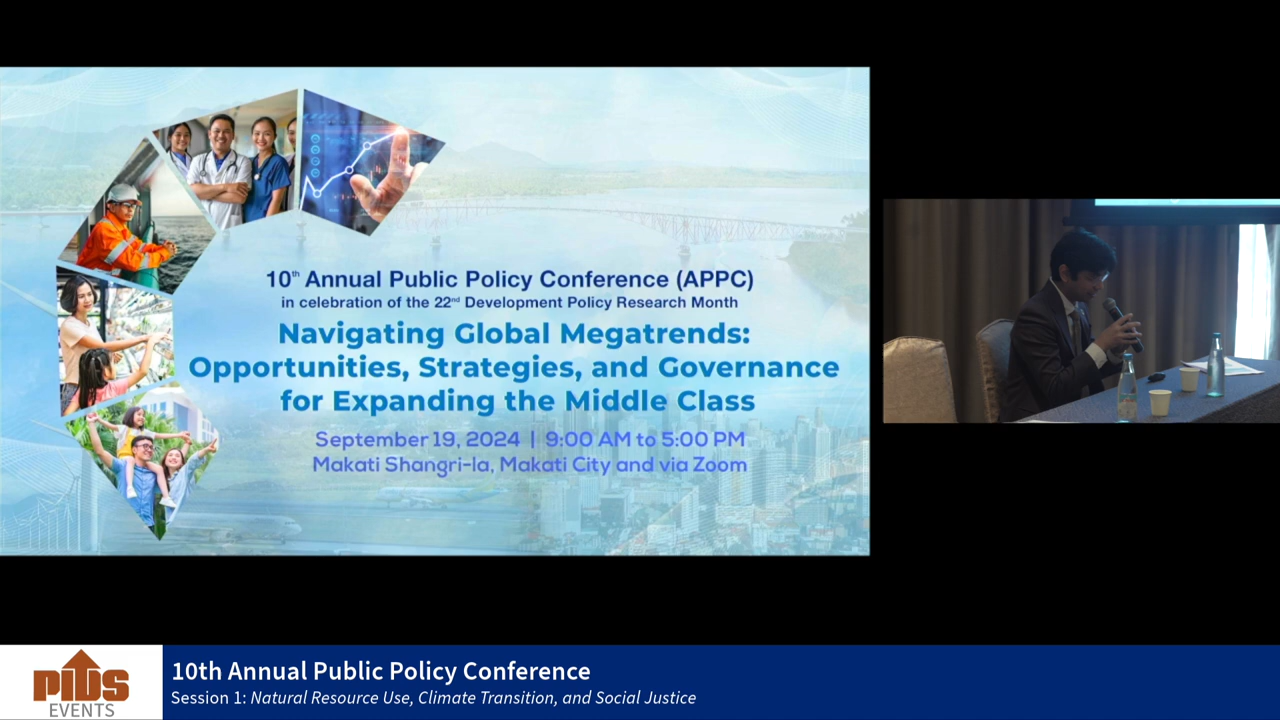 10th Annual Public Policy Conference (APPC)
in celebration of the 22nd Development Policy Research Month
Navigating Global Megatrends:
Opportunities, Strategies, and Governance
for Expanding the Middle Class
September 19, 2024 | 9:00 AM to 5:00 PM
Makati Shangri-la, Makati City and via Zoom
PIDS
EVENTS
10th Annual Public Policy Conference
Session 1: Natural Resource Use, Climate Transition, and Social Justice